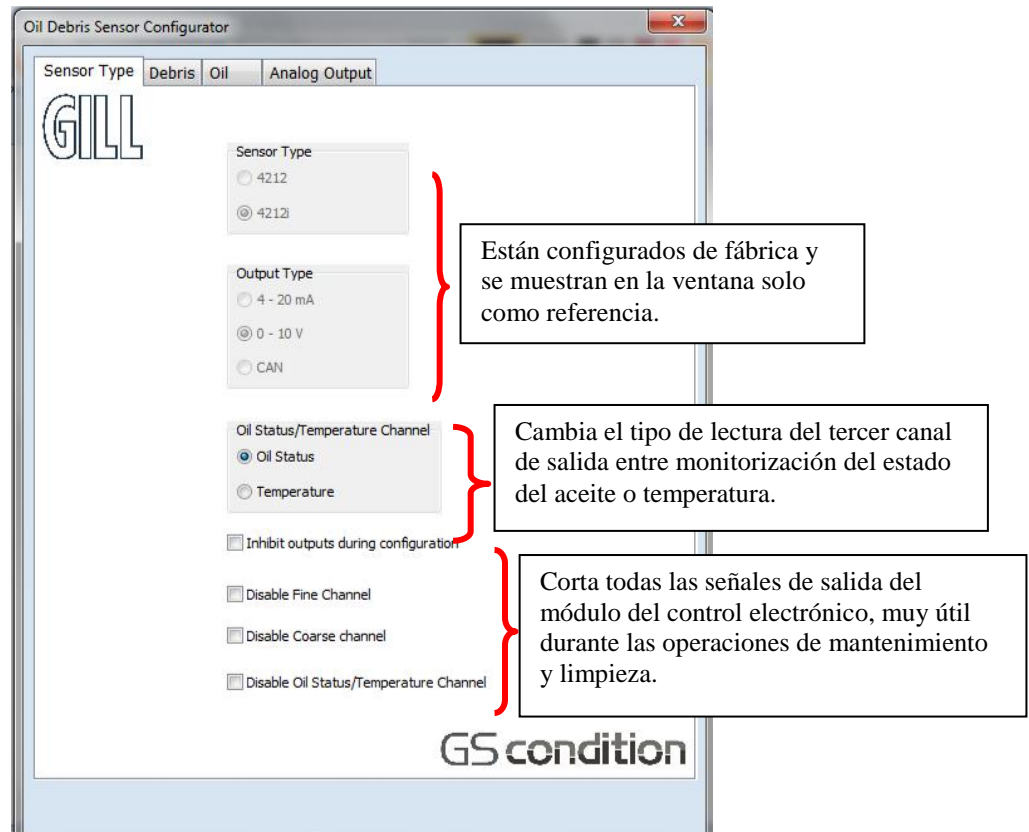 Oil Debris Sensor Configurator
Sensor Type Debris Oil Analog Output
GILL
Sensor Type
4212
4212i
Output Type
4 - 20 mA
0 - 10 V
CAN
Están configurados de fábrica y
se muestran en la ventana solo
como referencia.
Oil Status/Temperature Channel
Oil Status
Temperature
Inhibit outputs during configuration
Cambia el tipo de lectura del tercer canal
de salida entre monitorización del estado
del aceite o temperatura.
Disable Fine Channel
Disable Coarse channel
Disable Oil Status/Temperature Channel
Corta todas las señales de salida del
módulo del control electrónico, muy útil
durante las operaciones de mantenimiento
y limpieza.
GS condition